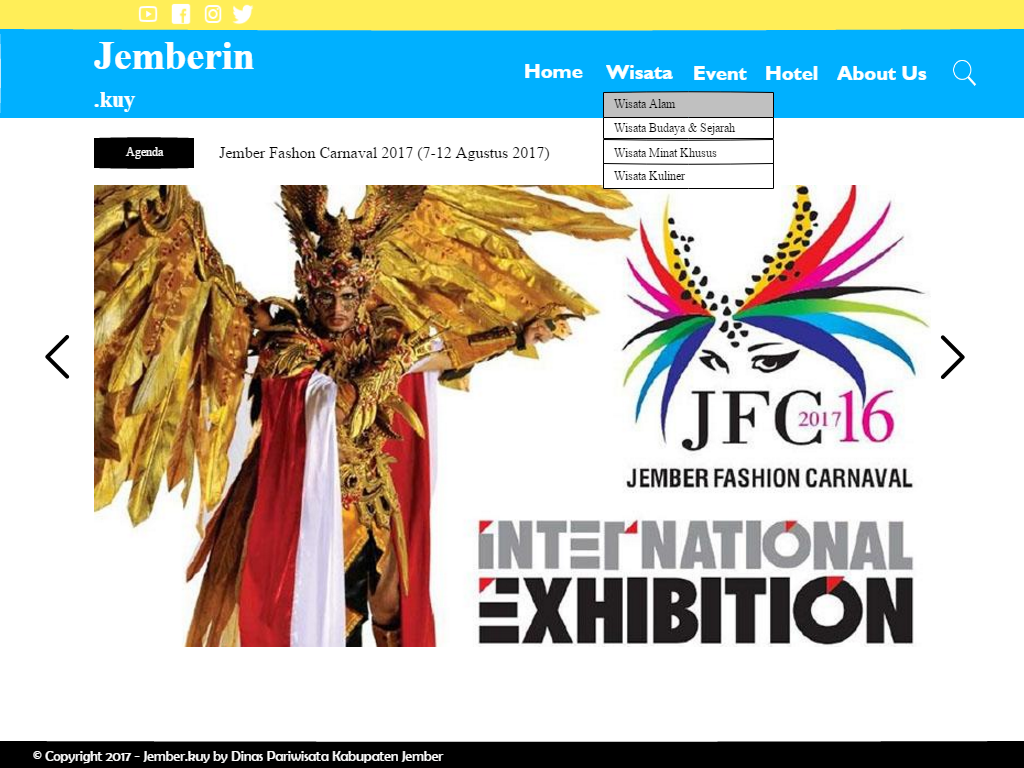 Jemberin
.kuy
Home Wisata Event Hotel About Us
Wisata Alam
Wisata Budaya & Sejarah
Wisata Minat Khusus
Wisata Kuliner
Agenda
Jember Fashon Carnaval 2017 (7-12 Agustus 2017)
JFC 2017 16
JEMBER FASHION CARNAVAL
INTERNATIONAL
EXHIBITION
© Copyright 2017 - Jember.kuy by Dinas Pariwisata Kabupaten Jember